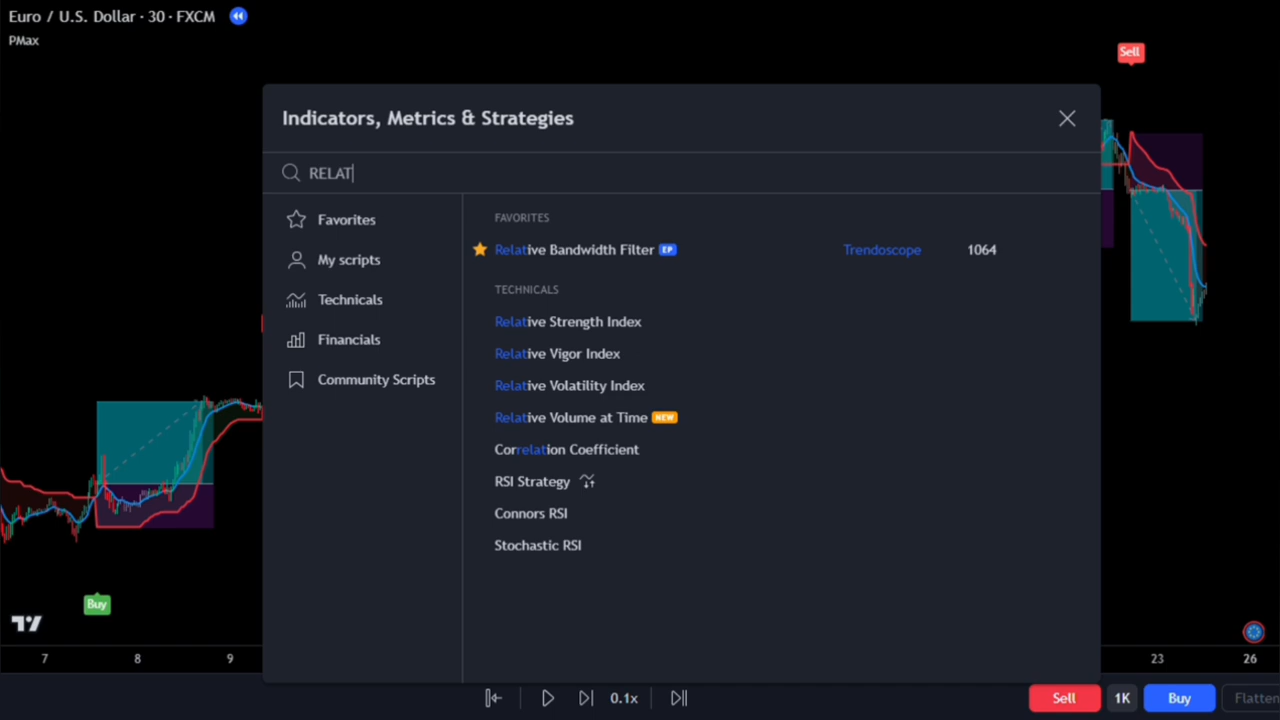 Euro / U.S. Dollar · 30 · FXCM
PMax
Sell
Indicators, Metrics & Strategies
RELAT
Favorites
My scripts
Technicals
Financials
Community Scripts
FAVORITES
Relative Bandwidth Filter EP Trendoscope 1064
TECHNICALS
Relative Strength Index
Relative Vigor Index
Relative Volatility Index
Relative Volume at Time NEW
Correlation Coefficient
RSI Strategy
Connors RSI
Stochastic RSI
Buy
7 8 9 23 26
0.1x
Sell 1K Buy Flatten